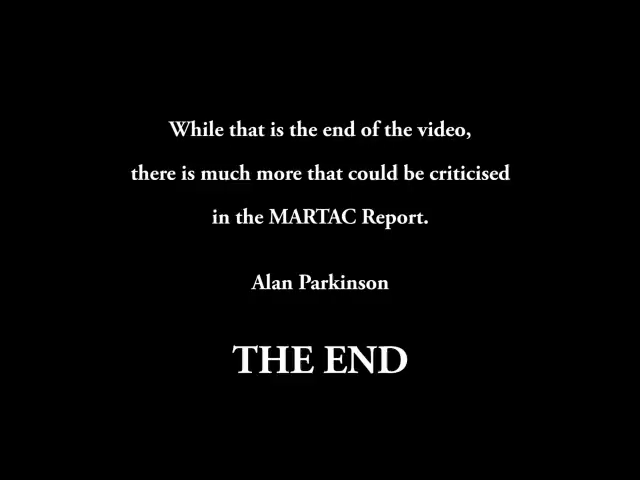 While that is the end of the video,
there is much more that could be criticised
in the MARTAC Report.
Alan Parkinson
THE END